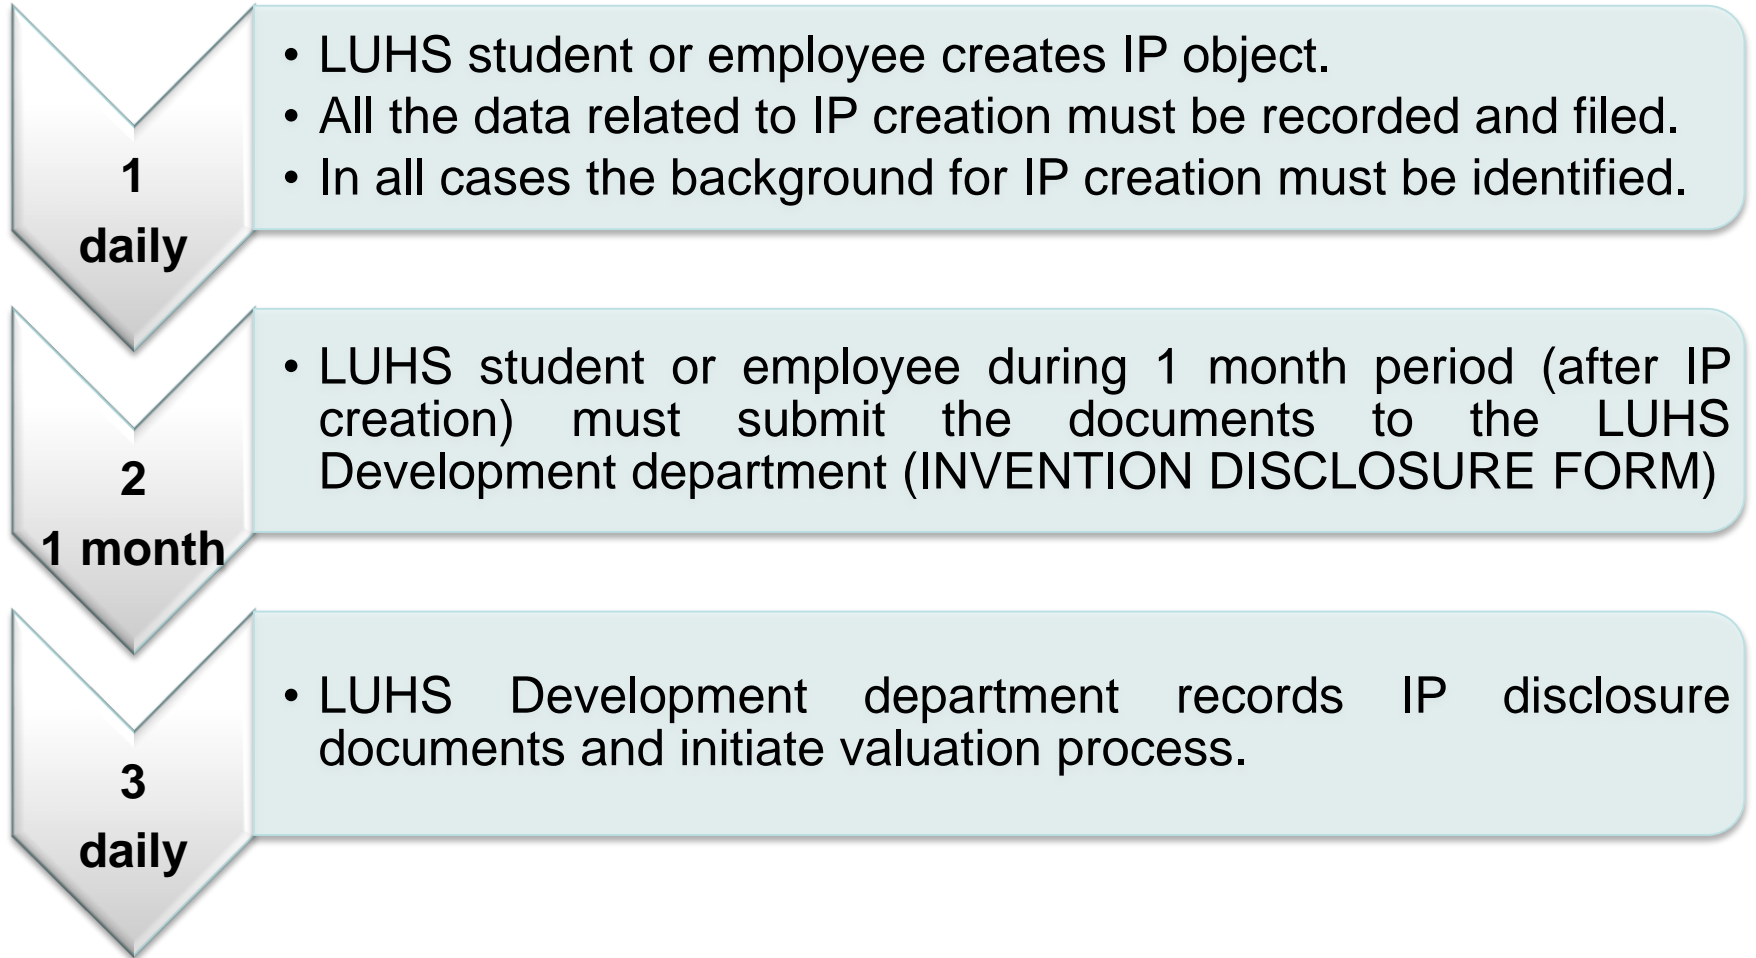 1
daily
• LUHS student or employee creates IP object.
• All the data related to IP creation must be recorded and filed.
• In all cases the background for IP creation must be identified.
2
1 month
• LUHS student or employee during 1 month period (after IP
creation) must submit the documents to the LUHS
Development department (INVENTION DISCLOSURE FORM)
3
daily
• LUHS Development department records IP disclosure
documents and initiate valuation process.